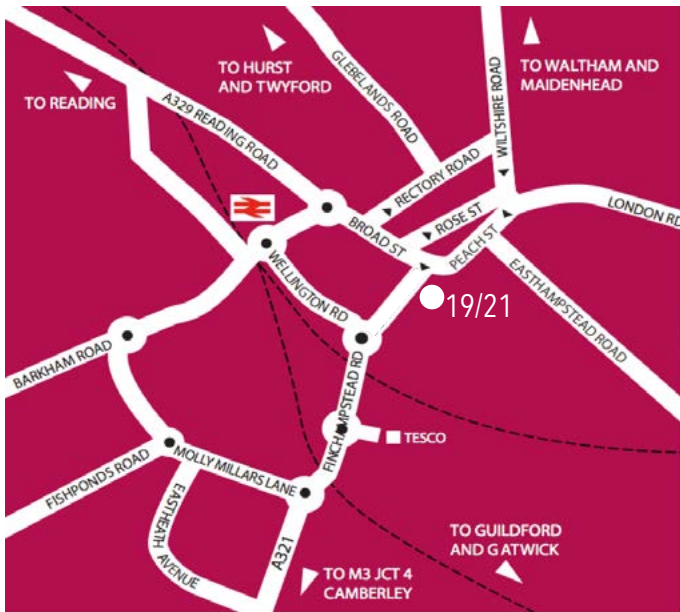 TO HURST
AND TWYFORD
TO WALTHAM AND
MAIDENHEAD
TO READING
GLEBELANDS ROAD
WILTSHIRE ROAD
A329 READING ROAD
RECTORY ROAD
ROSE ST
LONDON RD
BROAD ST
PEACH ST
WELLINGTON RD
EASTHAMPSTEAD ROAD
19/21
BARKHAM ROAD
FINCHAMPSTEAD RD
TESCO
FISHPONDS ROAD
MOLLY MILLARS LANE
EASTHEATH
AVENUE
A321
TO GUILDFORD
AND GATWICK
TO M3 JCT 4
CAMBERLEY